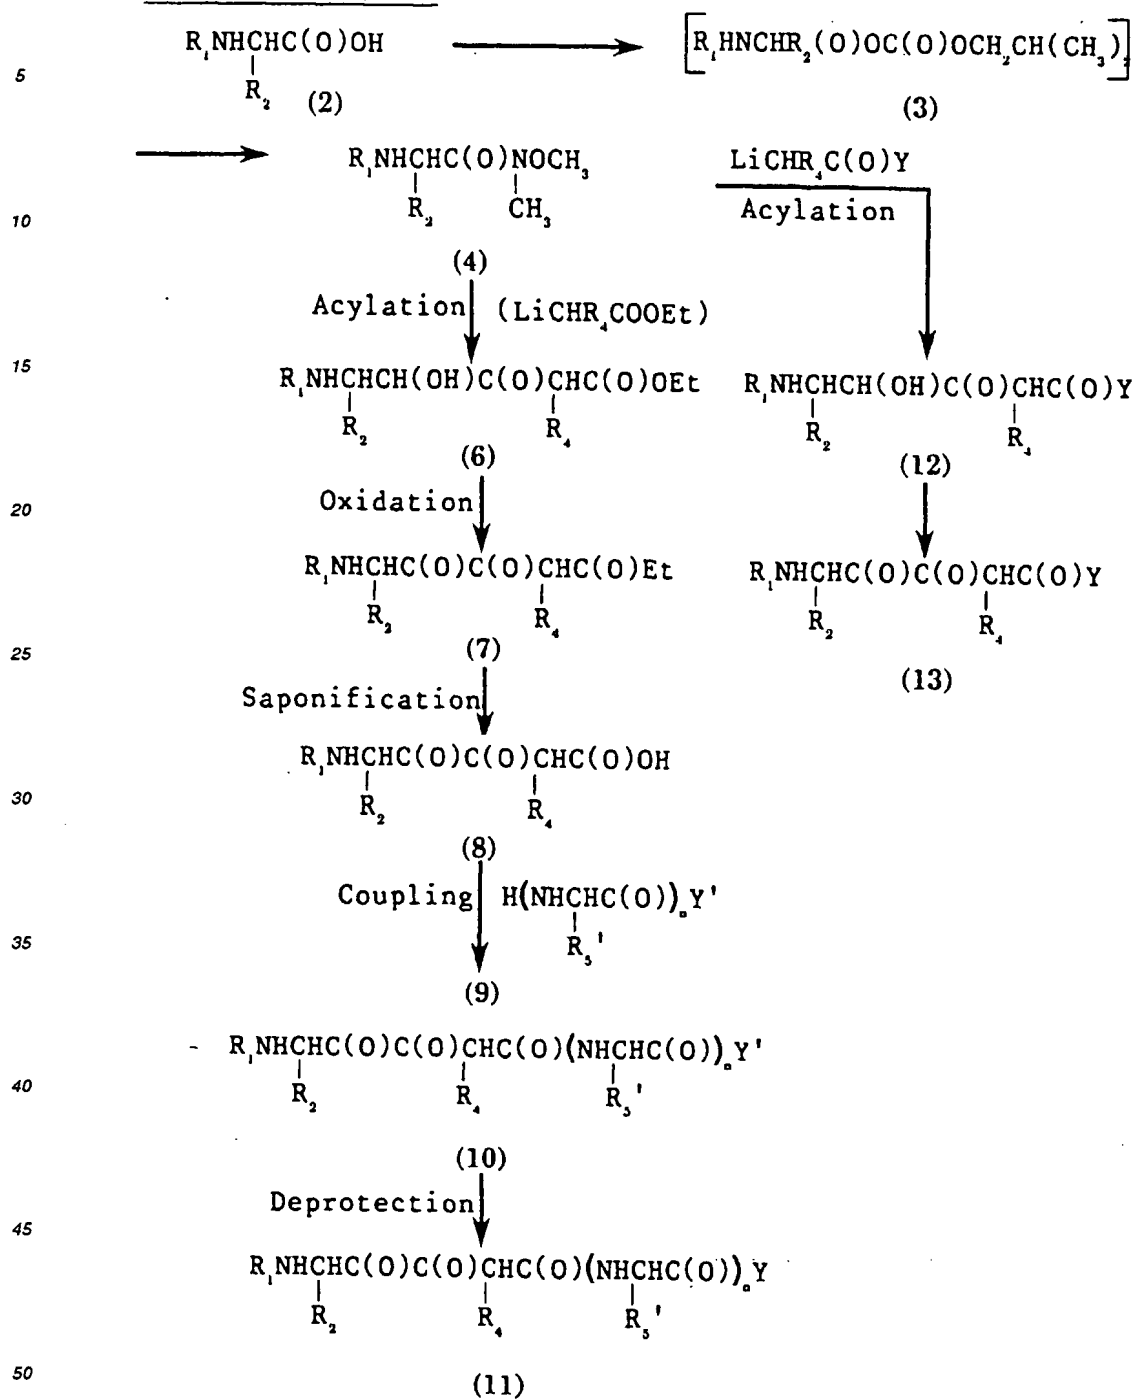 R₁NHCHC(O)OH [R₁HNCHR₂(O)OC(O)OCH₂CH(CH₃)₂]
5
R₂ (2) (3)
R₁NHCHC(O)NOCH₃ LiCHR₄C(O)Y
R₂ CH₃ Acylation
10
(4)
Acylation (LiCHR₄COOEt)
15
R₁NHCHCH(OH)C(O)CHC(O)OEt R₁NHCHCH(OH)C(O)CHC(O)Y
R₂ R₄ R₂ R₄
(6) (12)
Oxidation
20
R₁NHCHC(O)C(O)CHC(O)Et R₁NHCHC(O)C(O)CHC(O)Y
R₂ R₄ R₂ R₄
25
(7) (13)
Saponification
R₁NHCHC(O)C(O)CHC(O)OH
30
R₂ R₄
(8)
Coupling H(NHCHC(O))ₙY'
35
R₅'
(9)
R₁NHCHC(O)C(O)CHC(O)(NHCHC(O))ₙY'
40
R₂ R₄ R₅'
(10)
Deprotection
45
R₁NHCHC(O)C(O)CHC(O)(NHCHC(O))ₙY
R₂ R₄ R₅'
50
(11)